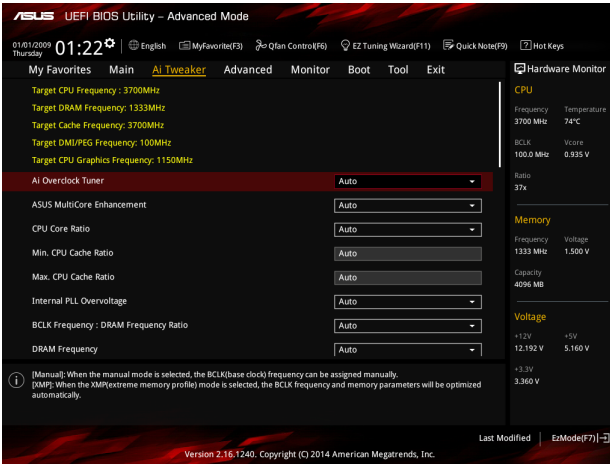 ASUS UEFI BIOS Utility – Advanced Mode
01/01/2009 Thursday 01:22 English MyFavorite(F3) Qfan Control(F6) EZ Tuning Wizard(F11) Quick Note(F9) ? Hot Keys
My Favorites Main Ai Tweaker Advanced Monitor Boot Tool Exit
Target CPU Frequency : 3700MHz
Target DRAM Frequency: 1333MHz
Target Cache Frequency: 3700MHz
Target DMI/PEG Frequency: 100MHz
Target CPU Graphics Frequency: 1150MHz
Ai Overclock Tuner Auto
ASUS MultiCore Enhancement Auto
CPU Core Ratio Auto
Min. CPU Cache Ratio Auto
Max. CPU Cache Ratio Auto
Internal PLL Overvoltage Auto
BCLK Frequency : DRAM Frequency Ratio Auto
DRAM Frequency Auto
[Manual]: When the manual mode is selected, the BCLK(base clock) frequency can be assigned manually.
[XMP]: When the XMP(extreme memory profile) mode is selected, the BCLK frequency and memory parameters will be optimized
automatically.
Hardware Monitor
CPU
Frequency Temperature
3700 MHz 74°C
BCLK Vcore
100.0 MHz 0.935 V
Ratio
37x
Memory
Frequency Voltage
1333 MHz 1.500 V
Capacity
4096 MB
Voltage
+12V +5V
12.192 V 5.160 V
+3.3V
3.360 V
Last Modified EzMode(F7)
Version 2.16.1240. Copyright (C) 2014 American Megatrends, Inc.